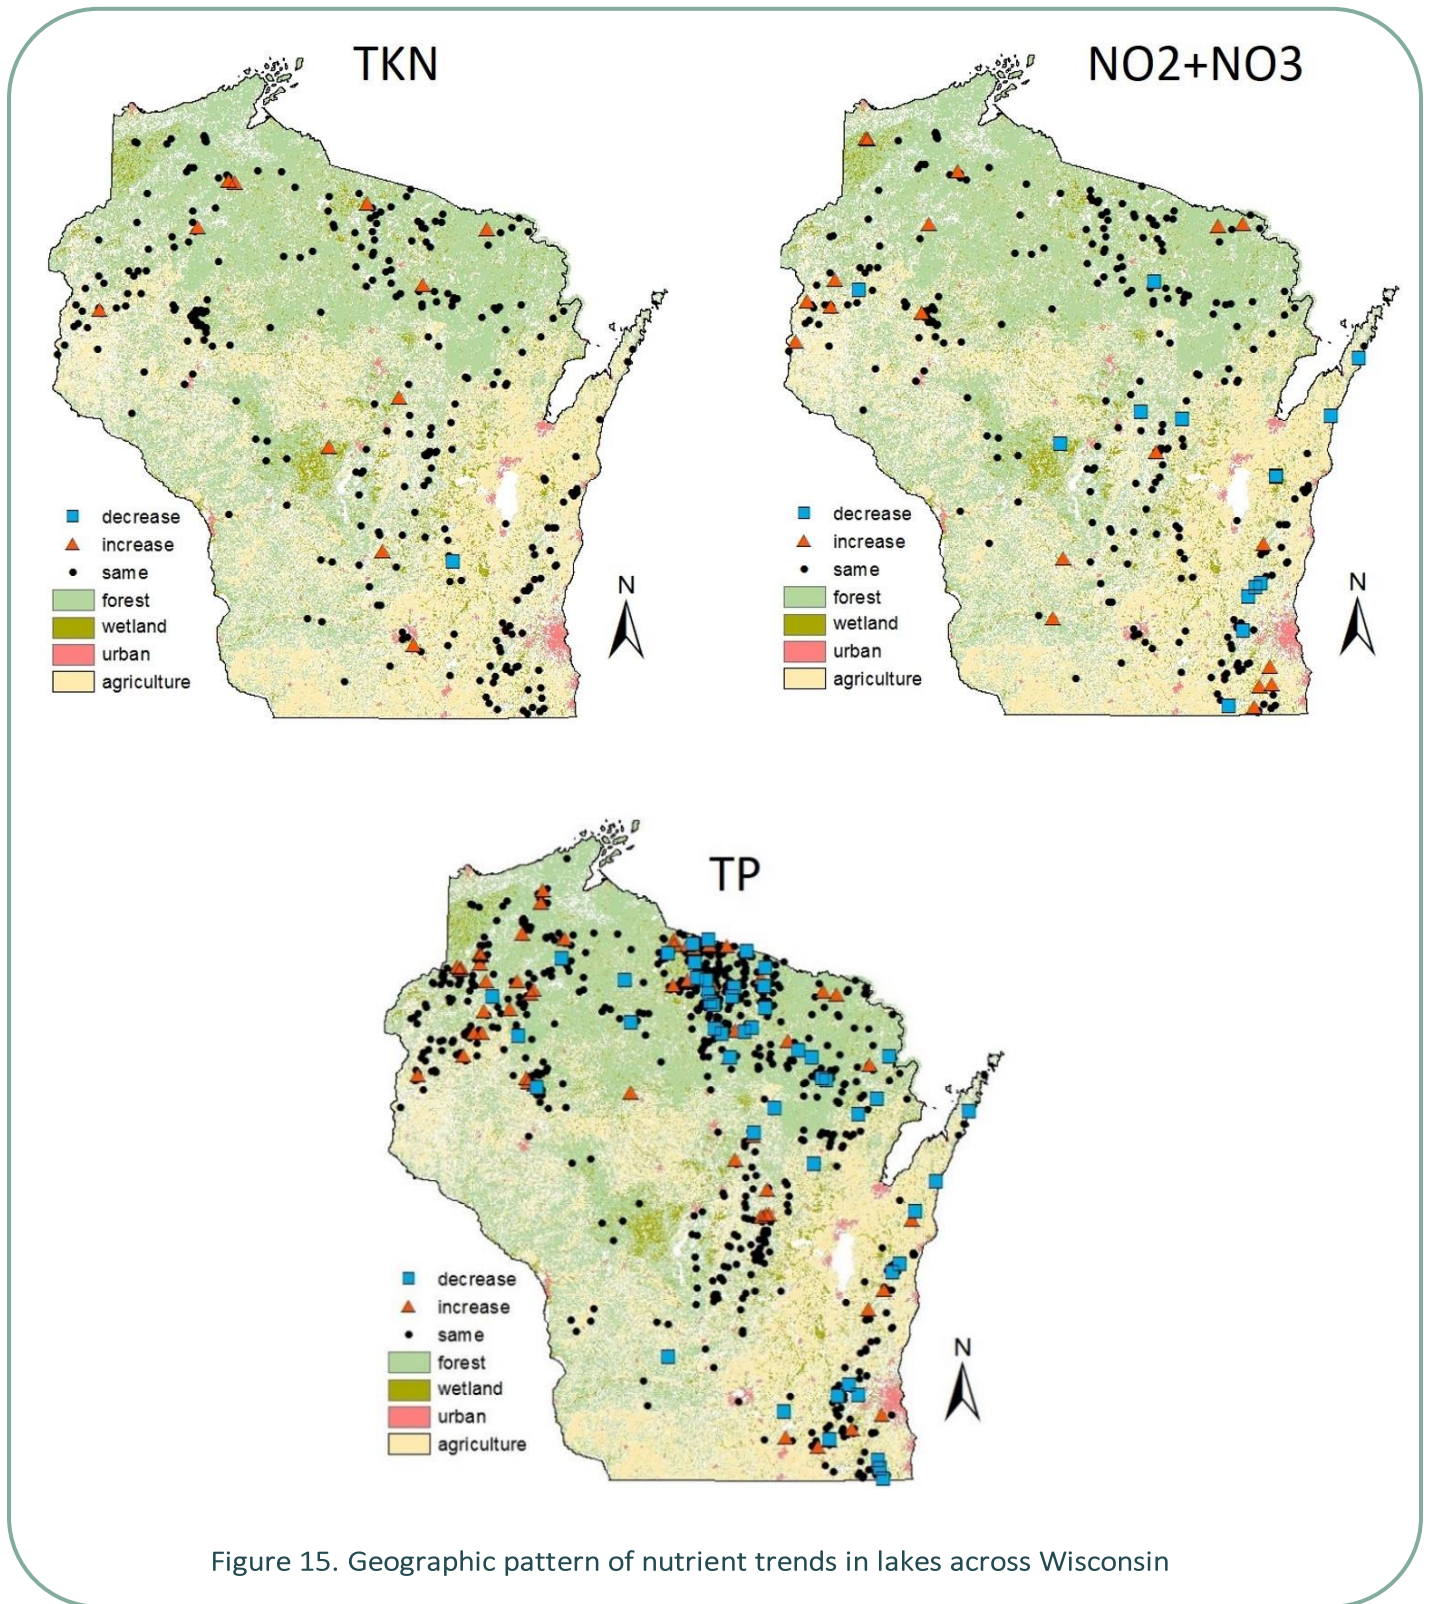 TKN
decrease
increase
same
forest
wetland
urban
agriculture
N
NO2+NO3
decrease
increase
same
forest
wetland
urban
agriculture
N
TP
decrease
increase
same
forest
wetland
urban
agriculture
N
Figure 15. Geographic pattern of nutrient trends in lakes across Wisconsin